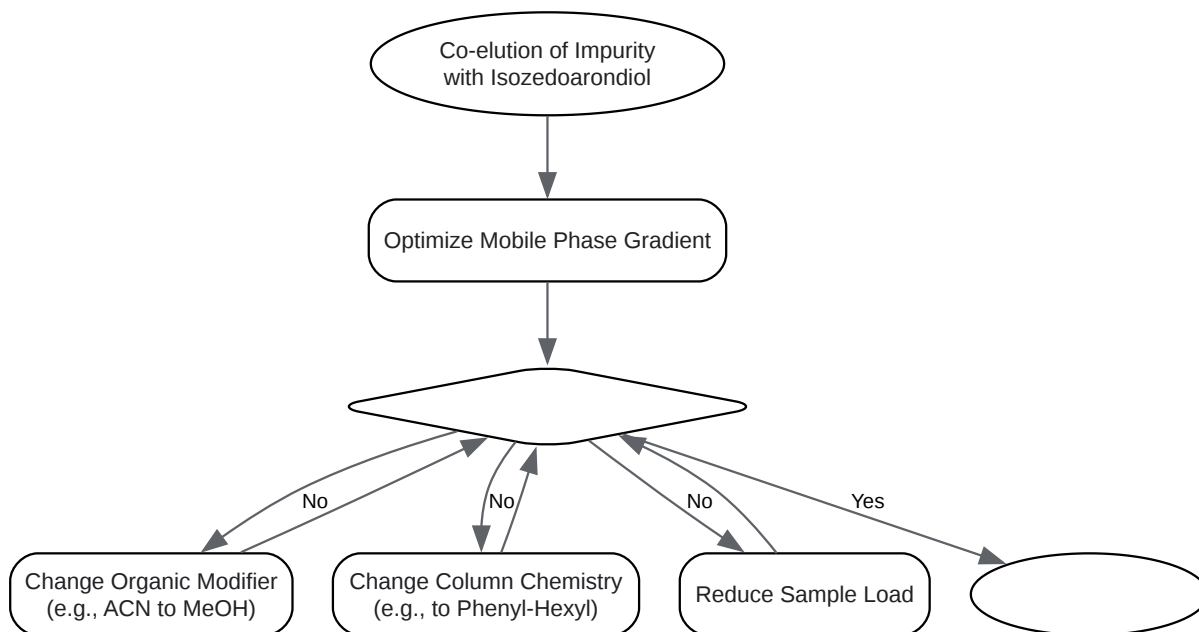 Co-elution of Impurity
with Isozedoarondiol
Optimize Mobile Phase Gradient
No
No
No
Yes
Change Organic Modifier
(e.g., ACN to MeOH)
Change Column Chemistry
(e.g., to Phenyl-Hexyl)
Reduce Sample Load